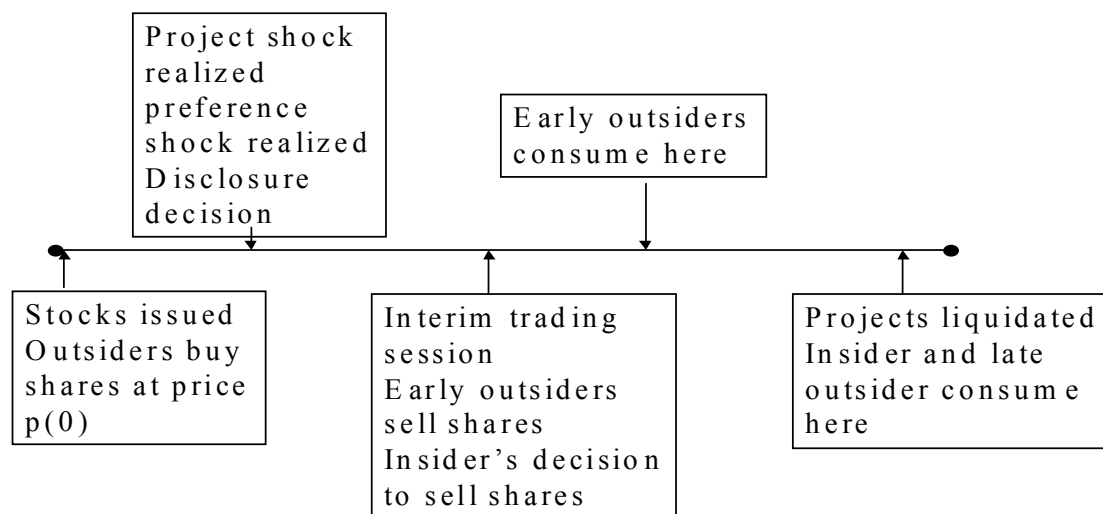 Project shock
realized
preference
shock realized
Disclosure
decision
Early outsiders
consume here
Stocks issued
Outsiders buy
shares at price
p(0)
Interim trading
session
Early outsiders
sell shares
Insider's decision
to sell shares
Projects liquidated
Insider and late
outsider consume
here